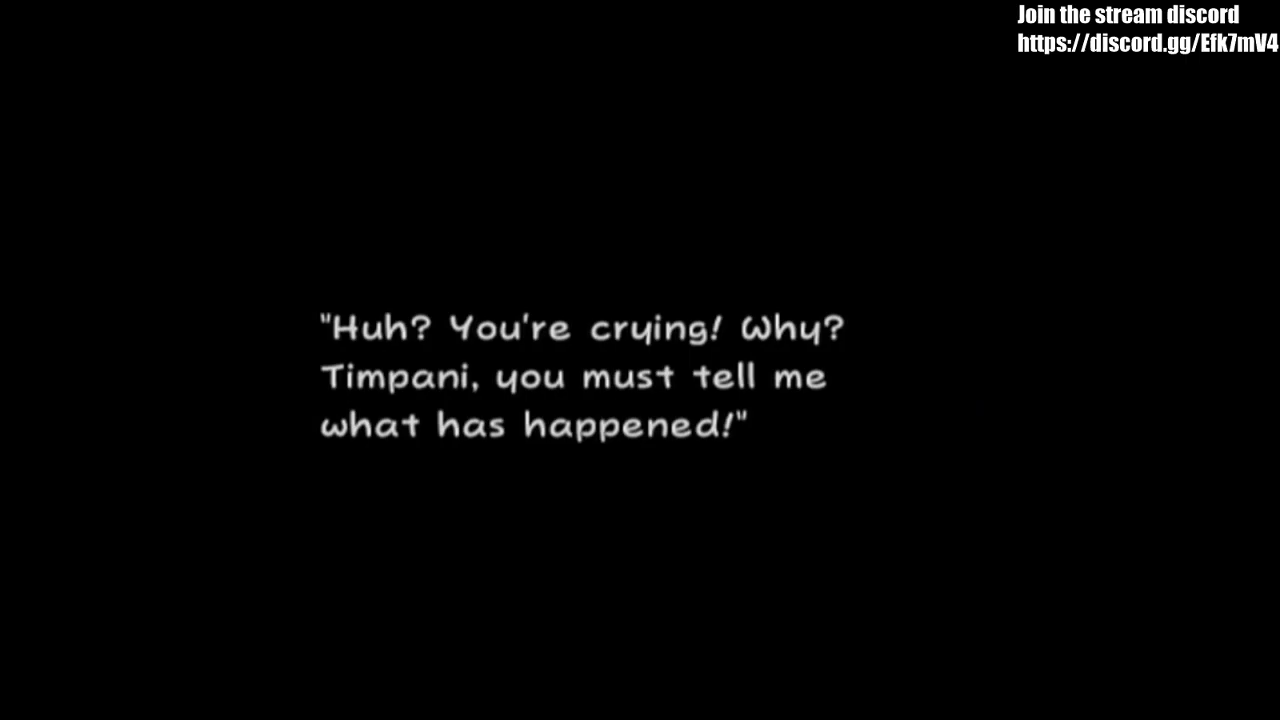 Join the stream discord
https://discord.gg/Efk7mV4
"Huh? You're crying! Why?
Timpani, you must tell me
what has happened!"